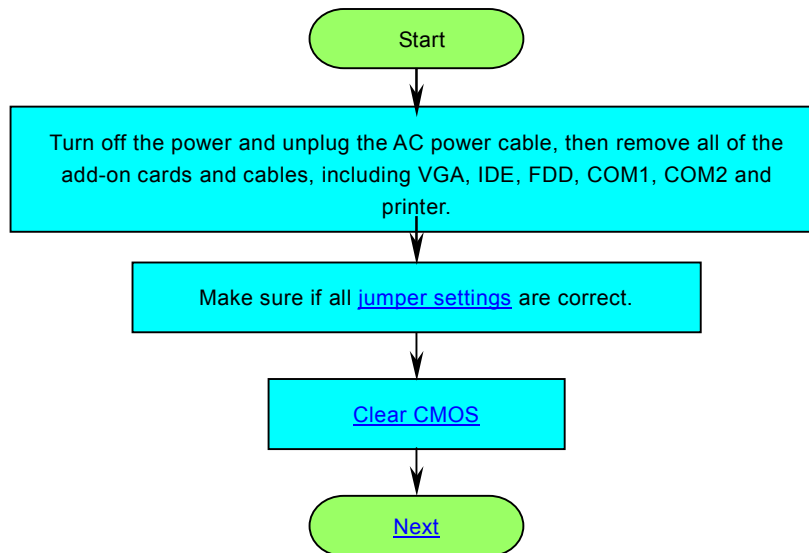 Start
Turn off the power and unplug the AC power cable, then remove all of the
add-on cards and cables, including VGA, IDE, FDD, COM1, COM2 and
printer.
Make sure if all jumper settings are correct.
Clear CMOS
Next